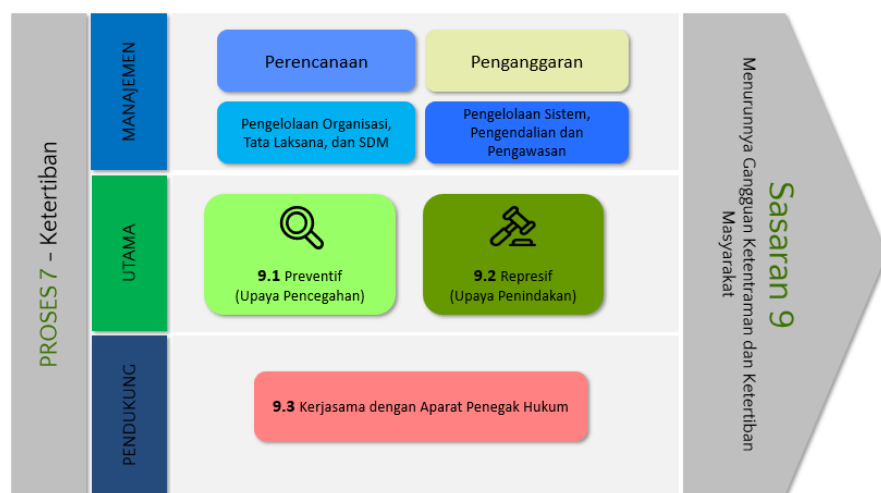 PROSES 7 – Ketertiban
MANAJEMEN
Perencanaan
Penganggaran
Pengelolaan Organisasi,
Tata Laksana, dan SDM
Pengelolaan Sistem,
Pengendalian dan
Pengawasan
UTAMA
9.1 Preventif
(Upaya Pencegahan)
9.2 Represif
(Upaya Penindakan)
PENDUKUNG
9.3 Kerjasama dengan Aparat Penegak Hukum
Sasaran 9
Menurunnya Gangguan Ketentraman dan Ketertiban
Masyarakat